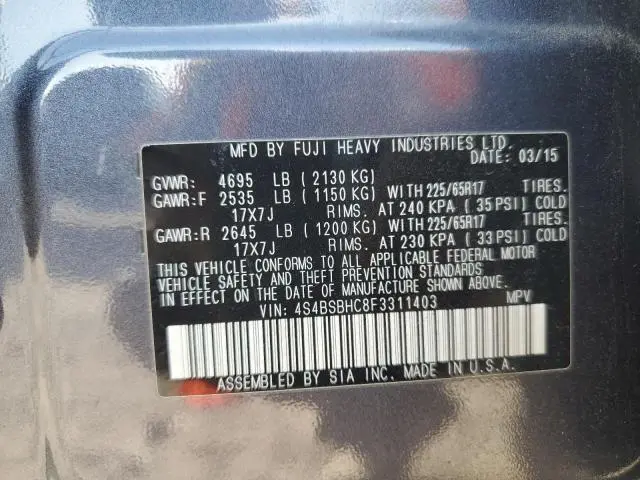 MFD BY FUJI HEAVY INDUSTRIES LTD.
DATE: 03/15
GVWR: 4695 LB ( 2130 KG)
GAWR:F 2535 LB ( 1150 KG) WITH 225/65R17 TIRES.
17X7J RIMS. AT 240 KPA ( 35 PSI) COLD
GAWR:R 2645 LB ( 1200 KG) WITH 225/65R17 TIRES.
17X7J RIMS. AT 230 KPA ( 33 PSI) COLD
THIS VEHICLE CONFORMS TO ALL APPLICABLE FEDERAL MOTOR
VEHICLE SAFETY AND THEFT PREVENTION STANDARDS
IN EFFECT ON THE DATE OF MANUFACTURE SHOWN ABOVE.
VIN: 4S4BSBHC8F3311403 MPV
ASSEMBLED BY SIA INC. MADE IN U.S.A.